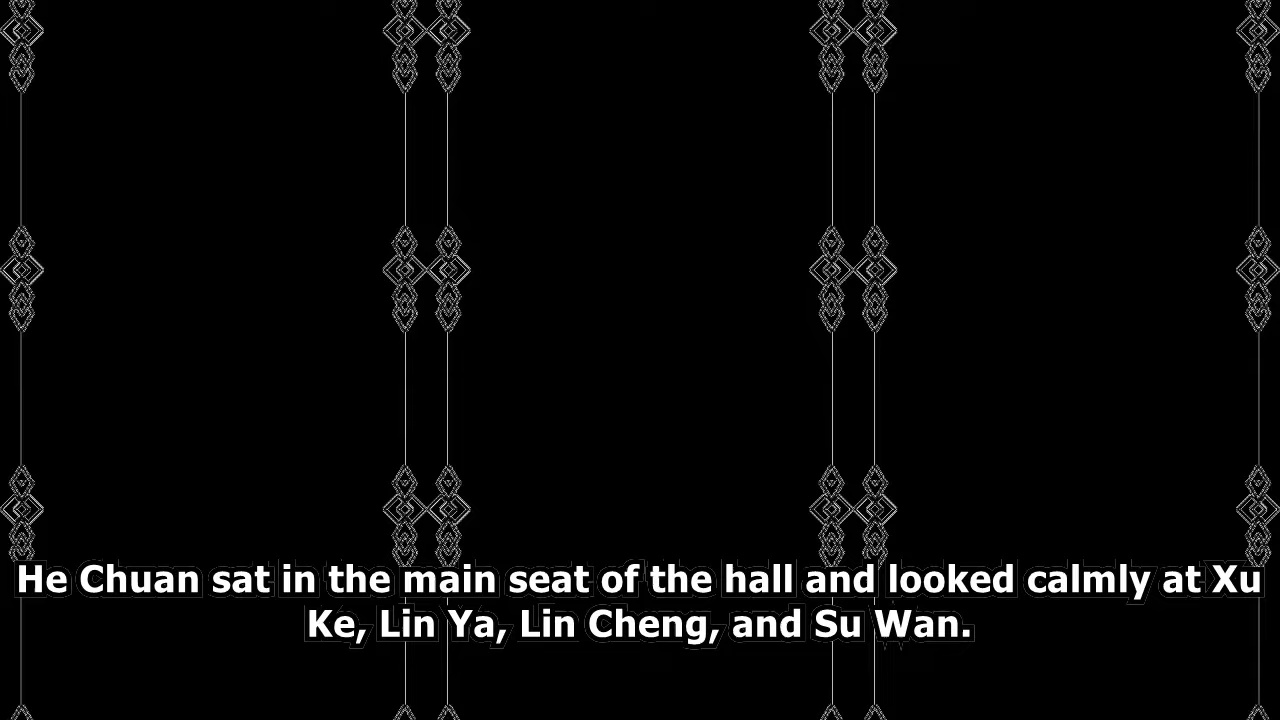 He Chuan sat in the main seat of the hall and looked calmly at Xu
Ke, Lin Ya, Lin Cheng, and Su Wan.